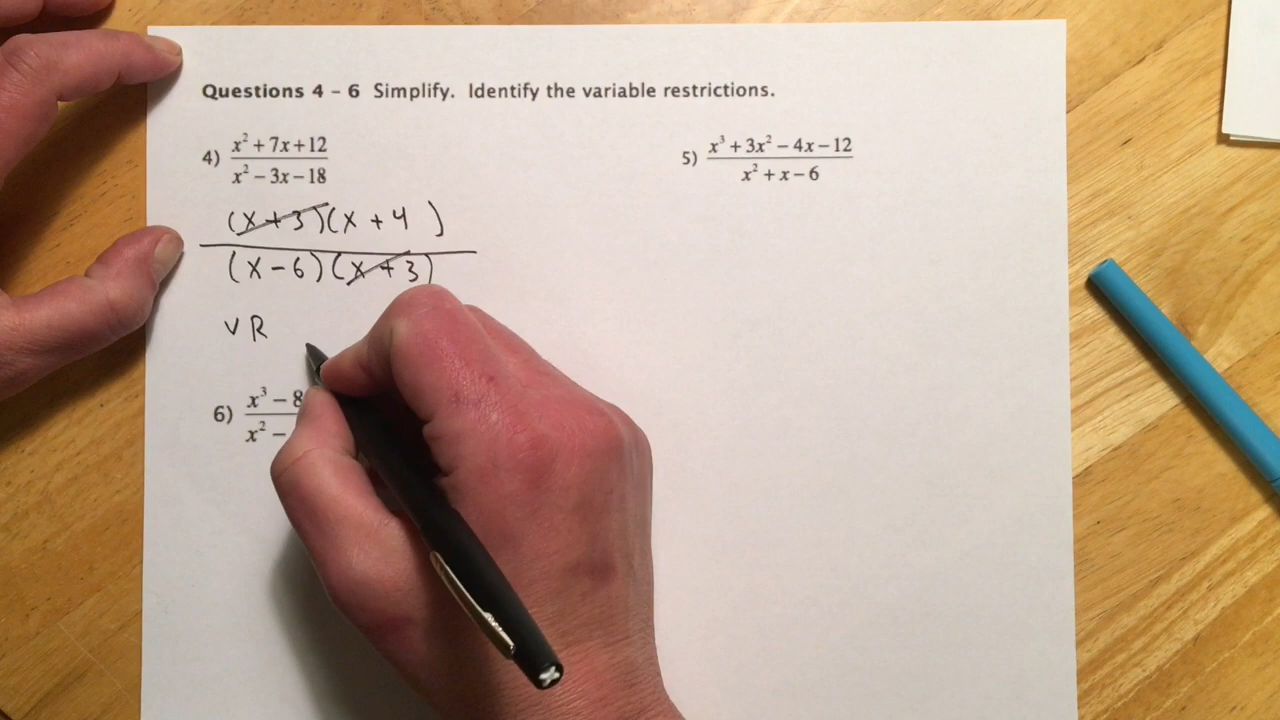 Questions 4 - 6 Simplify. Identify the variable restrictions.
4) x² + 7x + 12
x² - 3x - 18
(x + 3)(x + 4 )
(x - 6)(x + 3)
VR
5) x³ + 3x² - 4x - 12
x² + x - 6
6) x³ - 8
x² -